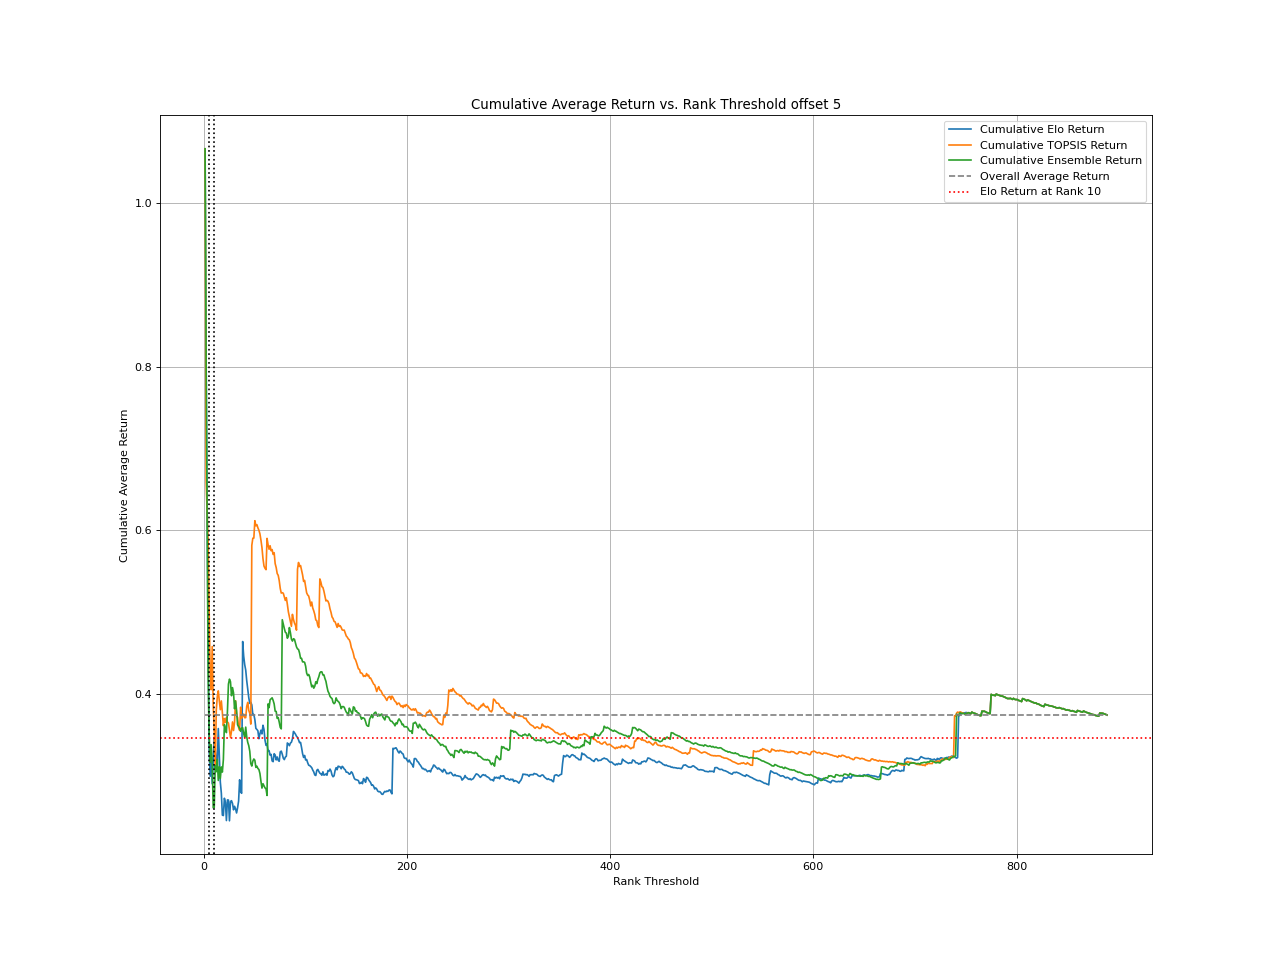 Cumulative Average Return vs. Rank Threshold offset 5
Cumulative Elo Return
Cumulative TOPSIS Return
Cumulative Ensemble Return
Overall Average Return
Elo Return at Rank 10
1.0
0.8
0.6
0.4
Cumulative Average Return
0
200
400
600
800
Rank Threshold